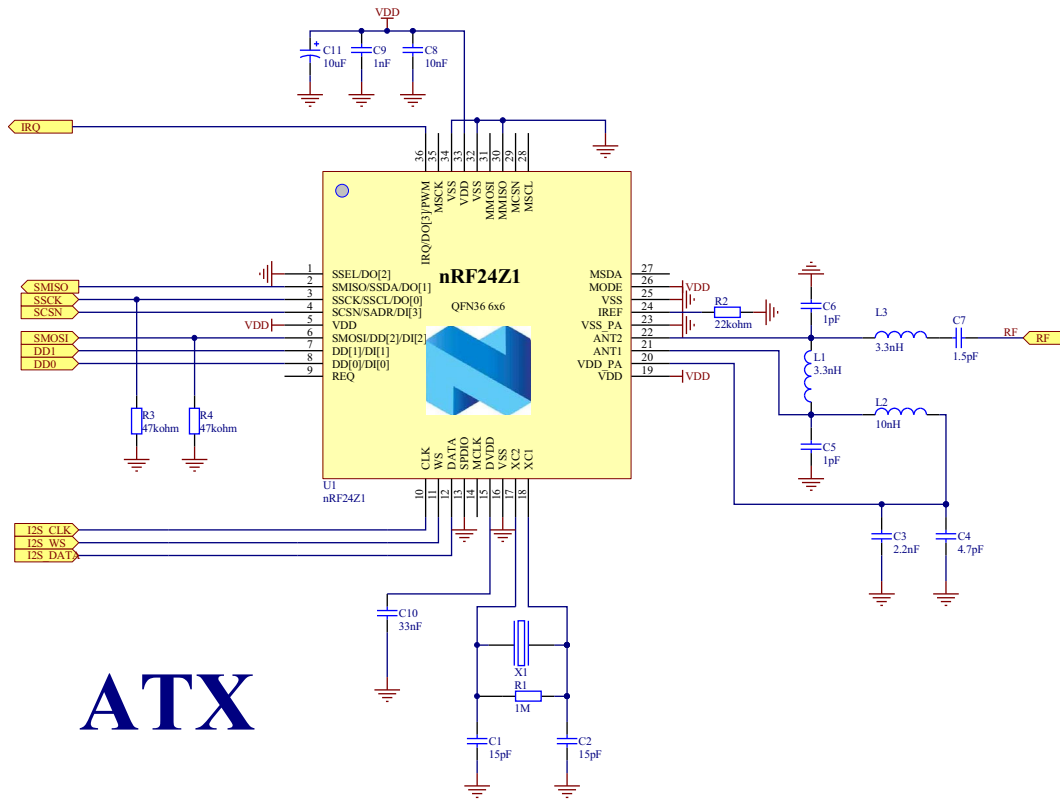 VDD
C11
10uF
C9
1nF
C8
10nF
IRQ
36
35
34
33
32
31
30
29
28
IRQ/DO[3]/PWM
MSCK
VSS
VDD
VSS
MMOSI
MMISO
MCSN
MSCL
nRF24Z1
QFN36 6x6
1
SSEL/DO[2]
SMISO
2
SMISO/SSDA/DO[1]
SSCK
3
SSCK/SSCL/DO[0]
SCSN
4
SCSN/SADR/DI[3]
VDD
5
VDD
SMOSI
6
SMOSI/DD[2]/DI[2]
DD1
7
DD[1]/DI[1]
DD0
8
DD[0]/DI[0]
9
REQ
MSDA
27
MODE
26
VDD
VSS
25
IREF
24
R2
22kohm
VSS_PA
23
ANT2
22
ANT1
21
VDD_PA
20
VDD
19
VDD
C6
1pF
L3
3.3nH
C7
1.5pF
RF
RF
L1
3.3nH
L2
10nH
C5
1pF
R3
47kohm
R4
47kohm
CLK
WS
DATA
SPDIO
MCLK
DVDD
VSS
XC2
XC1
U1
nRF24Z1
10
11
12
13
14
15
16
17
18
I2S_CLK
I2S_WS
I2S_DATA
C3
2.2nF
C4
4.7pF
C10
33nF
X1
R1
1M
ATX
C1
15pF
C2
15pF